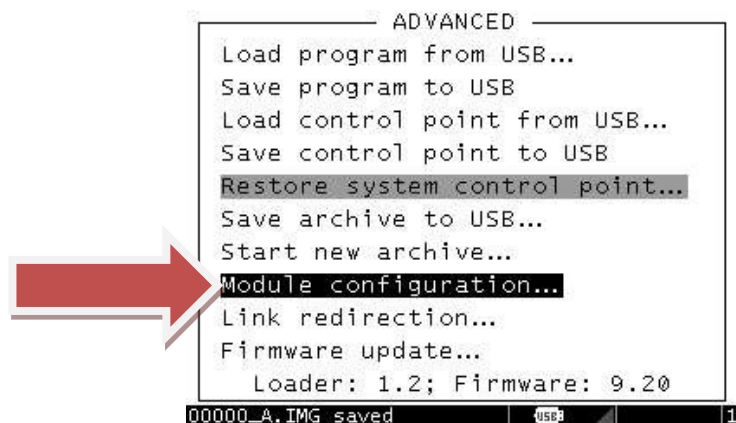 ADVANCED
Load program from USB...
Save program to USB
Load control point from USB...
Save control point to USB
Restore system control point...
Save archive to USB...
Start new archive...
Module configuration...
Link redirection...
Firmware update...
Loader: 1.2; Firmware: 9.20
00000_A.IMG saved USB 1